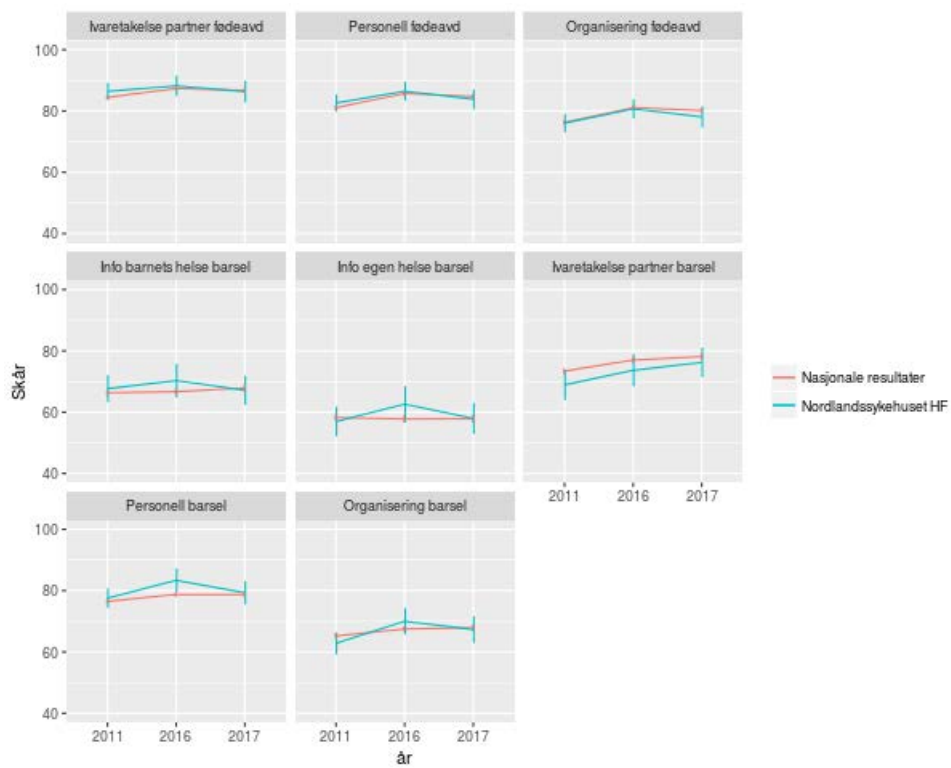 Ivaretakelse partner fødeavd
Personell fødeavd
Organisering fødeavd
100
80
60
40
Info barnets helse barsel
Info egen helse barsel
Ivaretakelse partner barsel
100
80
60
40
2011 2016 2017
Personell barsel
Organisering barsel
100
80
60
40
2011 2016 2017
2011 2016 2017
Skår
år
Nasjonale resultater
Nordlandssykehuset HF